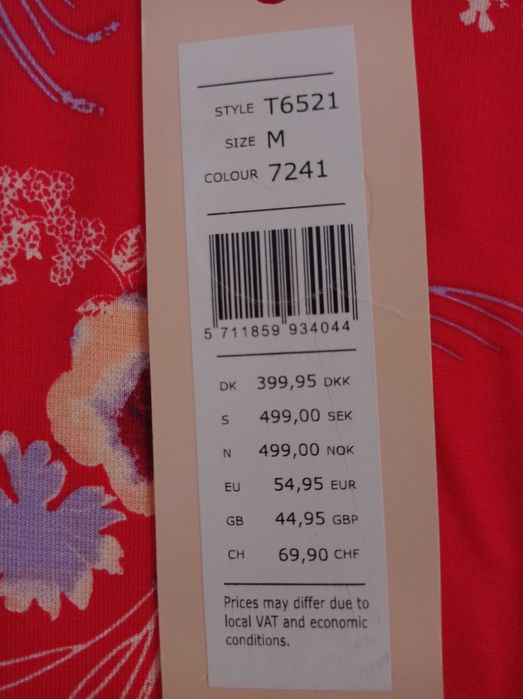 STYLE T6521
SIZE M
COLOUR 7241
5 711859 934044
DK 399,95 DKK
S 499,00 SEK
N 499,00 NOK
EU 54,95 EUR
GB 44,95 GBP
CH 69,90 CHF
Prices may differ due to
local VAT and economic
conditions.